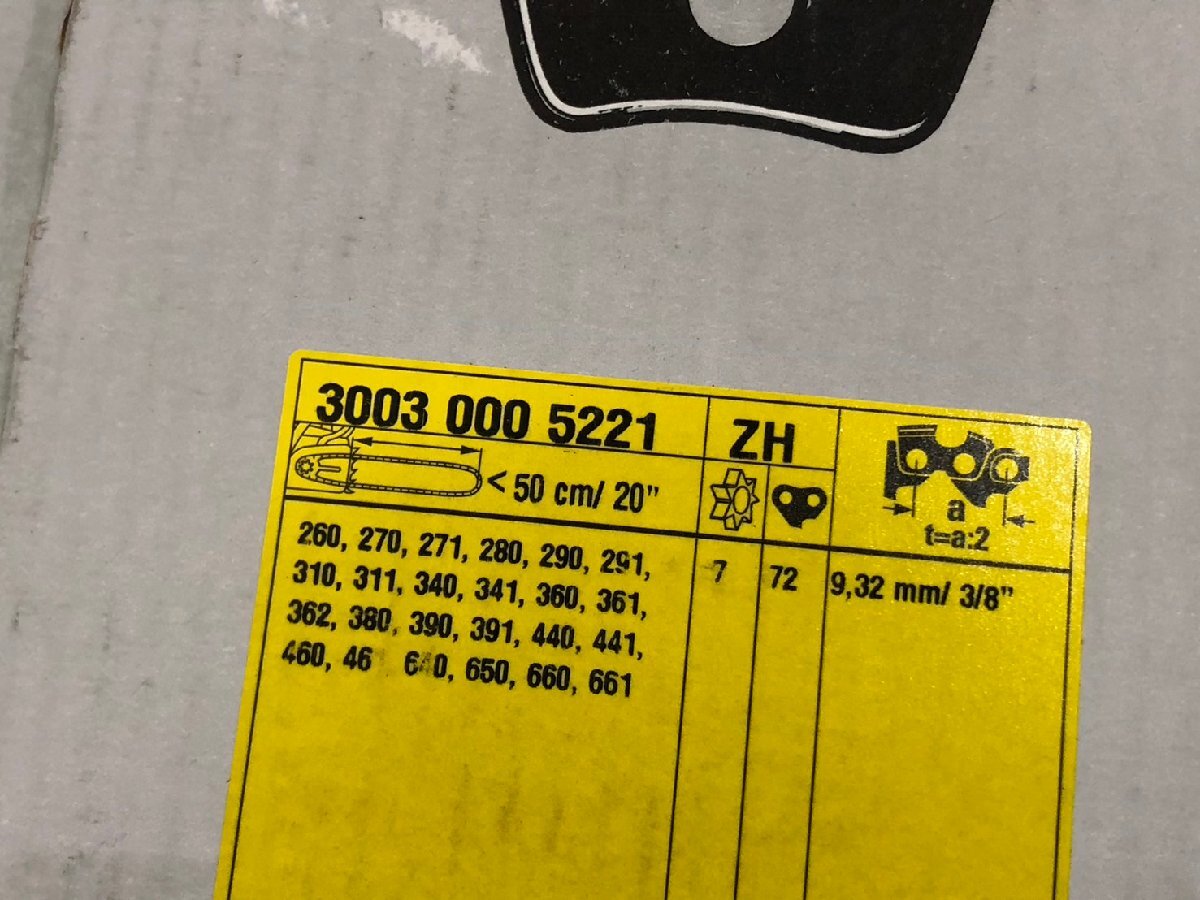 3003 000 5221
ZH
< 50 cm/ 20"
a
t=a:2
260, 270, 271, 280, 290, 291,
310, 311, 340, 341, 360, 361,
362, 380, 390, 391, 440, 441,
460, 650, 660, 661
7
72
9,32 mm/ 3/8"